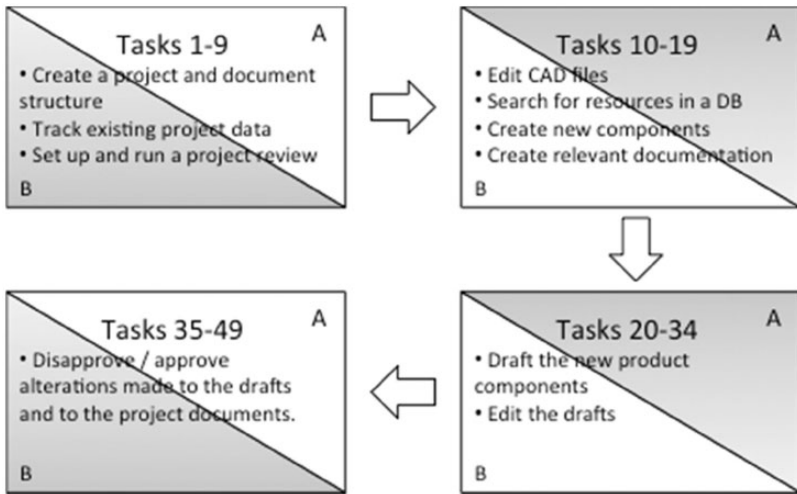 Tasks 1-9
A
• Create a project and document
structure
• Track existing project data
• Set up and run a project review
B
Tasks 10-19
A
• Edit CAD files
• Search for resources in a DB
• Create new components
• Create relevant documentation
B
Tasks 20-34
A
• Draft the new product
components
• Edit the drafts
B
Tasks 35-49
A
• Disapprove / approve
alterations made to the drafts
and to the project documents.
B